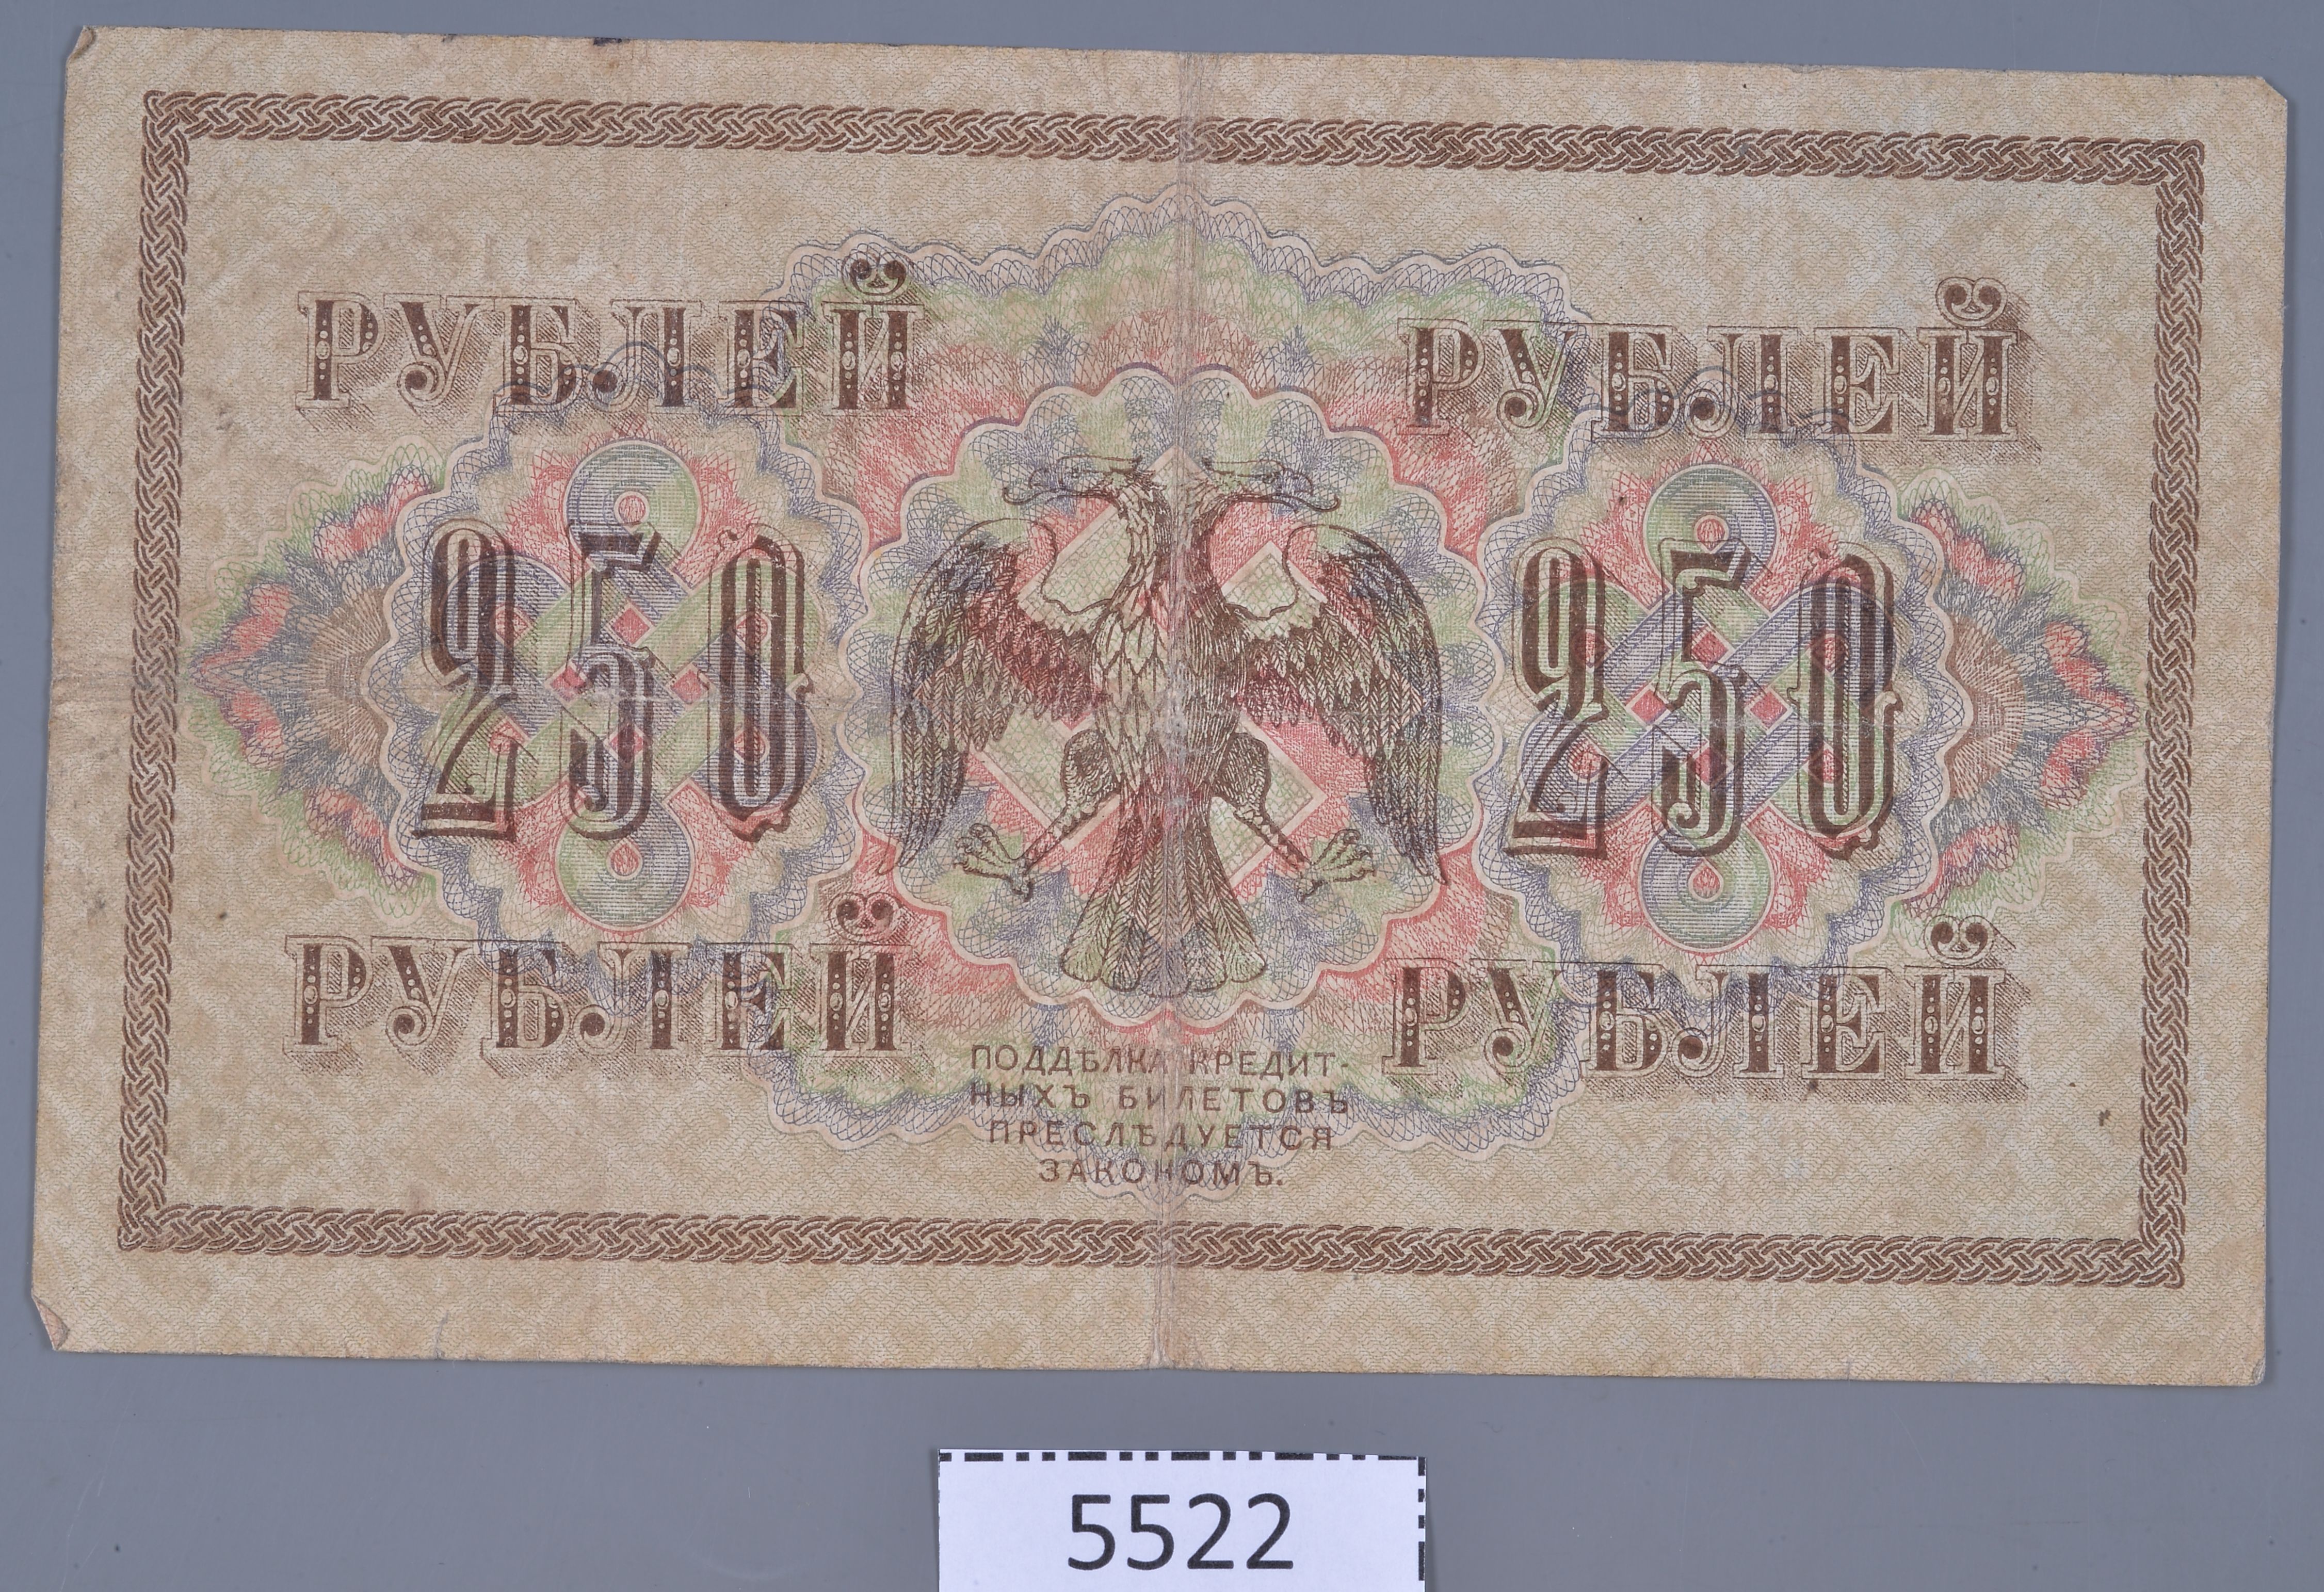 РУБЛЕЙ РУБЛЕЙ
250 250
РУБЛЕЙ РУБЛЕЙ
ПОДДѢЛКА КРЕДИТ-
НЫХЪ БИЛЕТОВЪ
ПРЕСЛѢДУЕТСЯ
ЗАКОНОМЪ.
5522